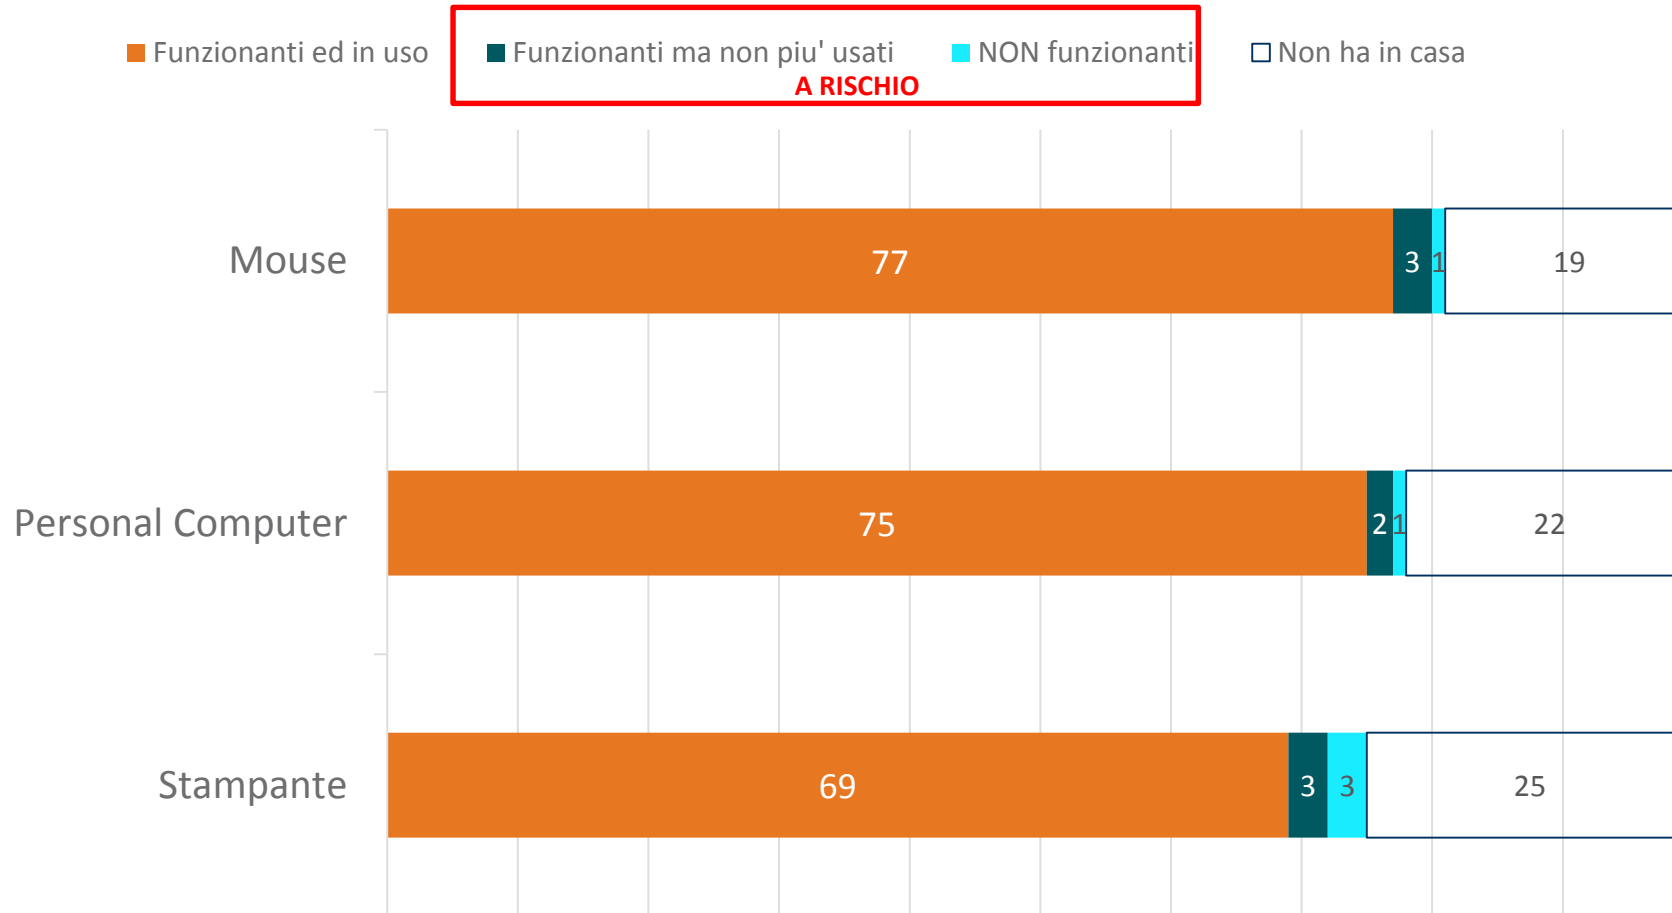 Funzionanti ed in uso Funzionanti ma non piu' usati NON funzionanti Non ha in casa
A RISCHIO
Mouse 77 3 1 19
Personal Computer 75 2 1 22
Stampante 69 3 3 25